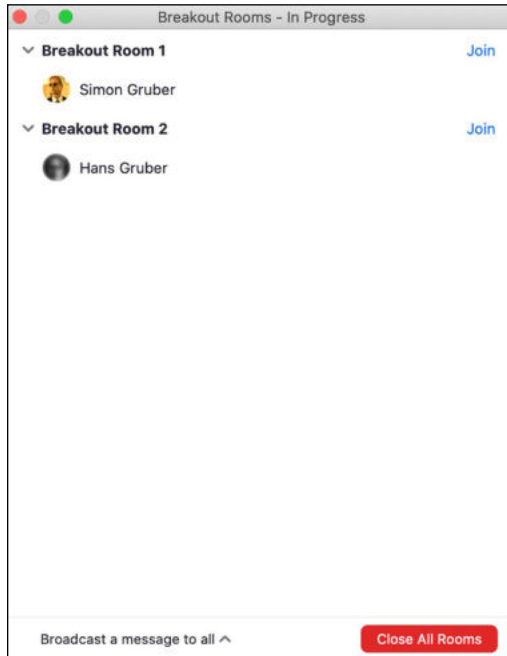 Breakout Rooms - In Progress
Breakout Room 1 Join
Simon Gruber
Breakout Room 2 Join
Hans Gruber
Broadcast a message to all Close All Rooms